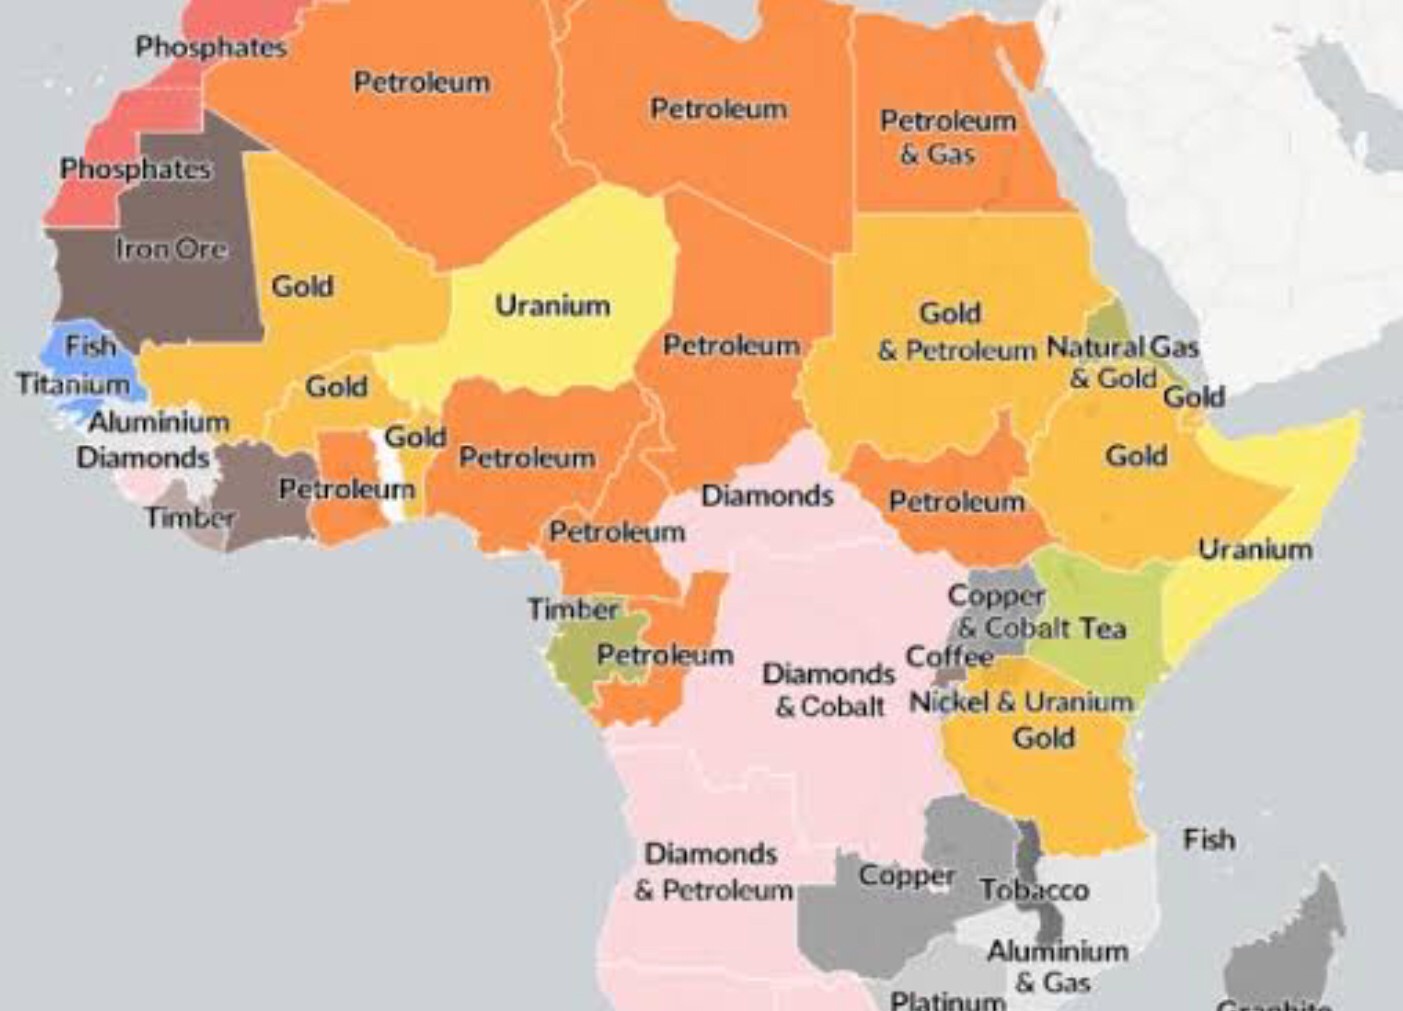 Phosphates
Petroleum
Petroleum
Petroleum
& Gas
Phosphates
Iron Ore
Gold
Uranium
Gold
& Petroleum
Natural Gas
& Gold
Gold
Petroleum
Fish
Titanium
Gold
Aluminium
Diamonds
Gold
Petroleum
Gold
Petroleum
Diamonds
Petroleum
Timber
Petroleum
Uranium
Copper
& Cobalt
Tea
Timber
Petroleum
Coffee
Diamonds
& Cobalt
Nickel & Uranium
Gold
Fish
Diamonds
& Petroleum
Copper
Tobacco
Aluminium
& Gas
Platinum
Graphite